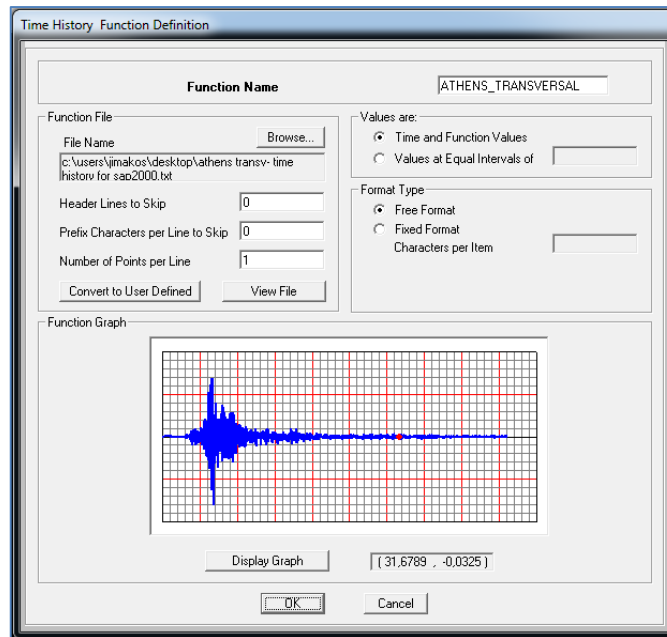 Time History Function Definition
Function Name
ATHENS_TRANSVERSAL
Function File
File Name
Browse...
c:\users\jimakos\desktop\athens transv- time
history for sap2000.txt
Header Lines to Skip
0
Prefix Characters per Line to Skip
0
Number of Points per Line
1
Convert to User Defined
View File
Values are:
Time and Function Values
Values at Equal Intervals of
Format Type
Free Format
Fixed Format
Characters per Item
Function Graph
Display Graph
( 31,6789 , -0,0325 )
OK
Cancel